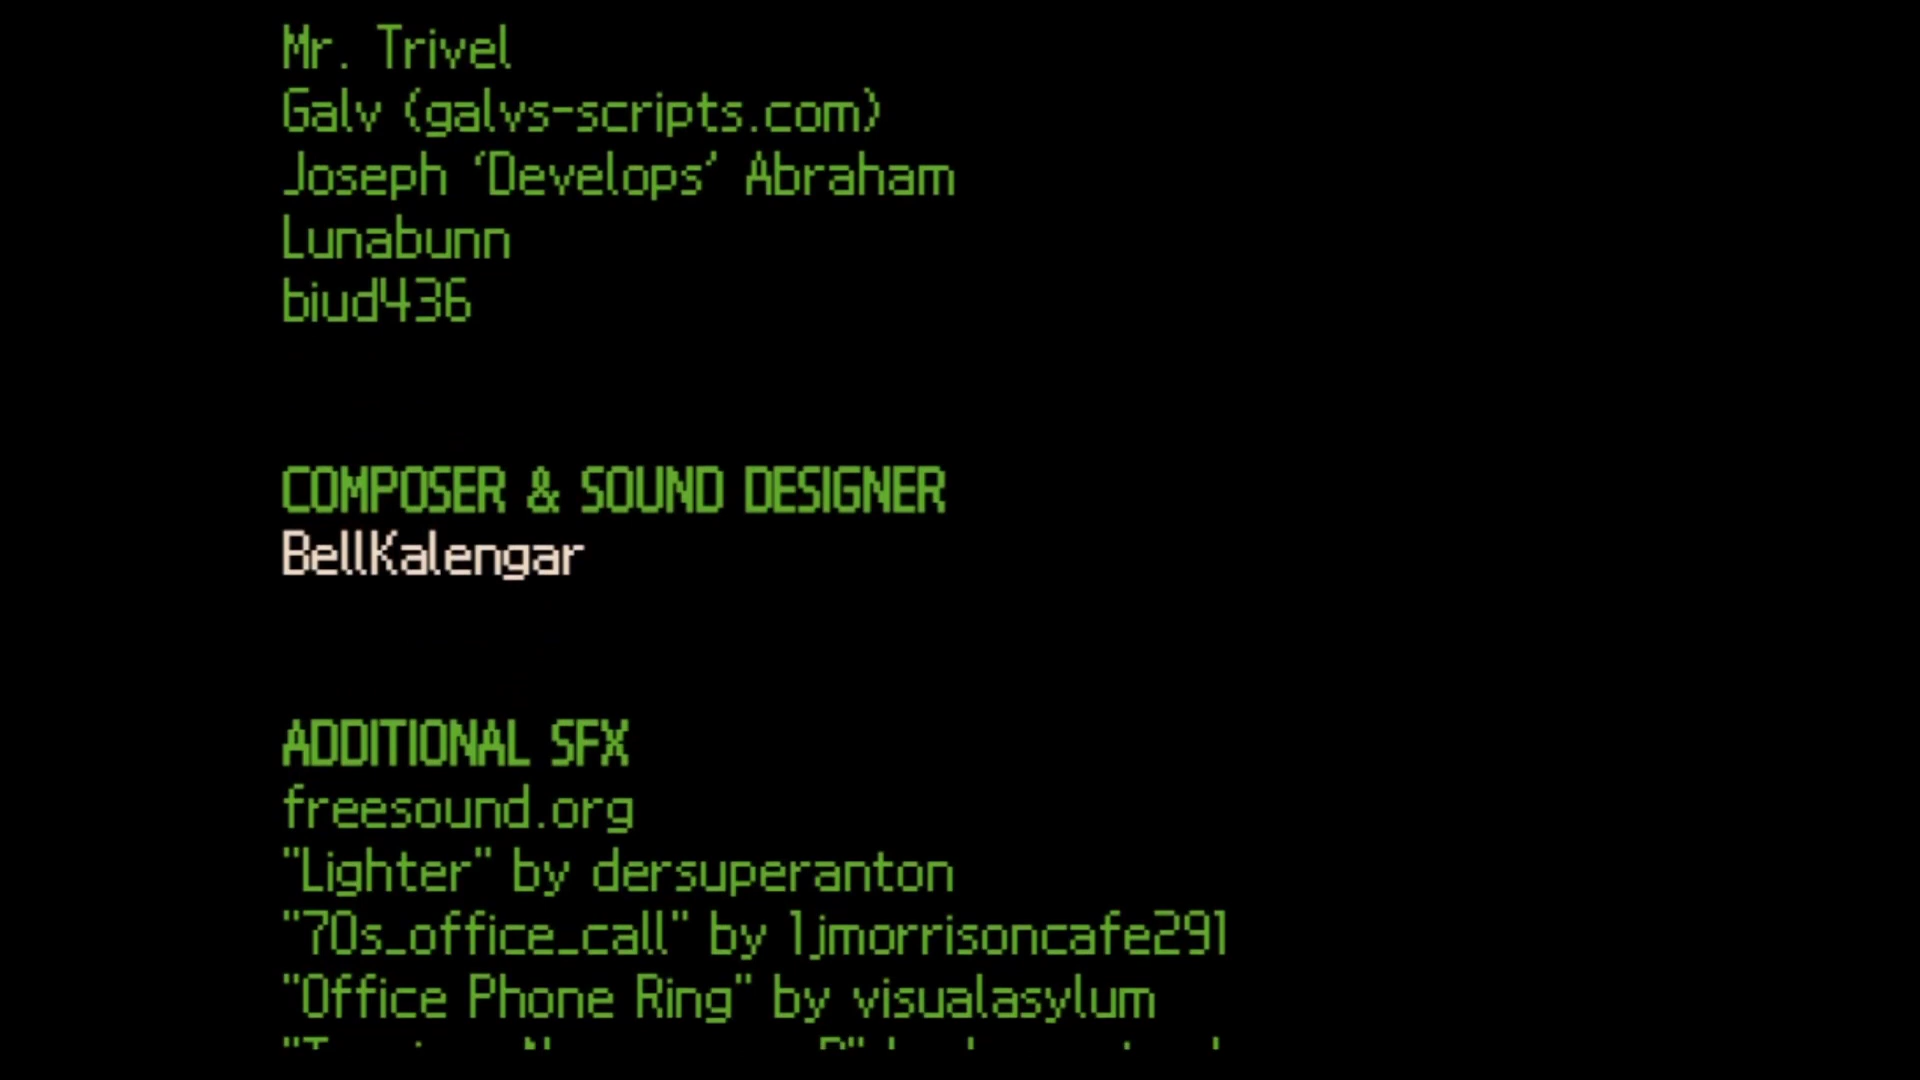 Mr. Trivel
Galv (galvs-scripts.com)
Joseph ‘Develops’ Abraham
Lunabunn
biud436
COMPOSER & SOUND DESIGNER
BellKalengar
ADDITIONAL SFX
freesound.org
"Lighter" by dersuperanton
"70s_office_call" by 1jmorrisoncafe291
"Office Phone Ring" by visualasylum